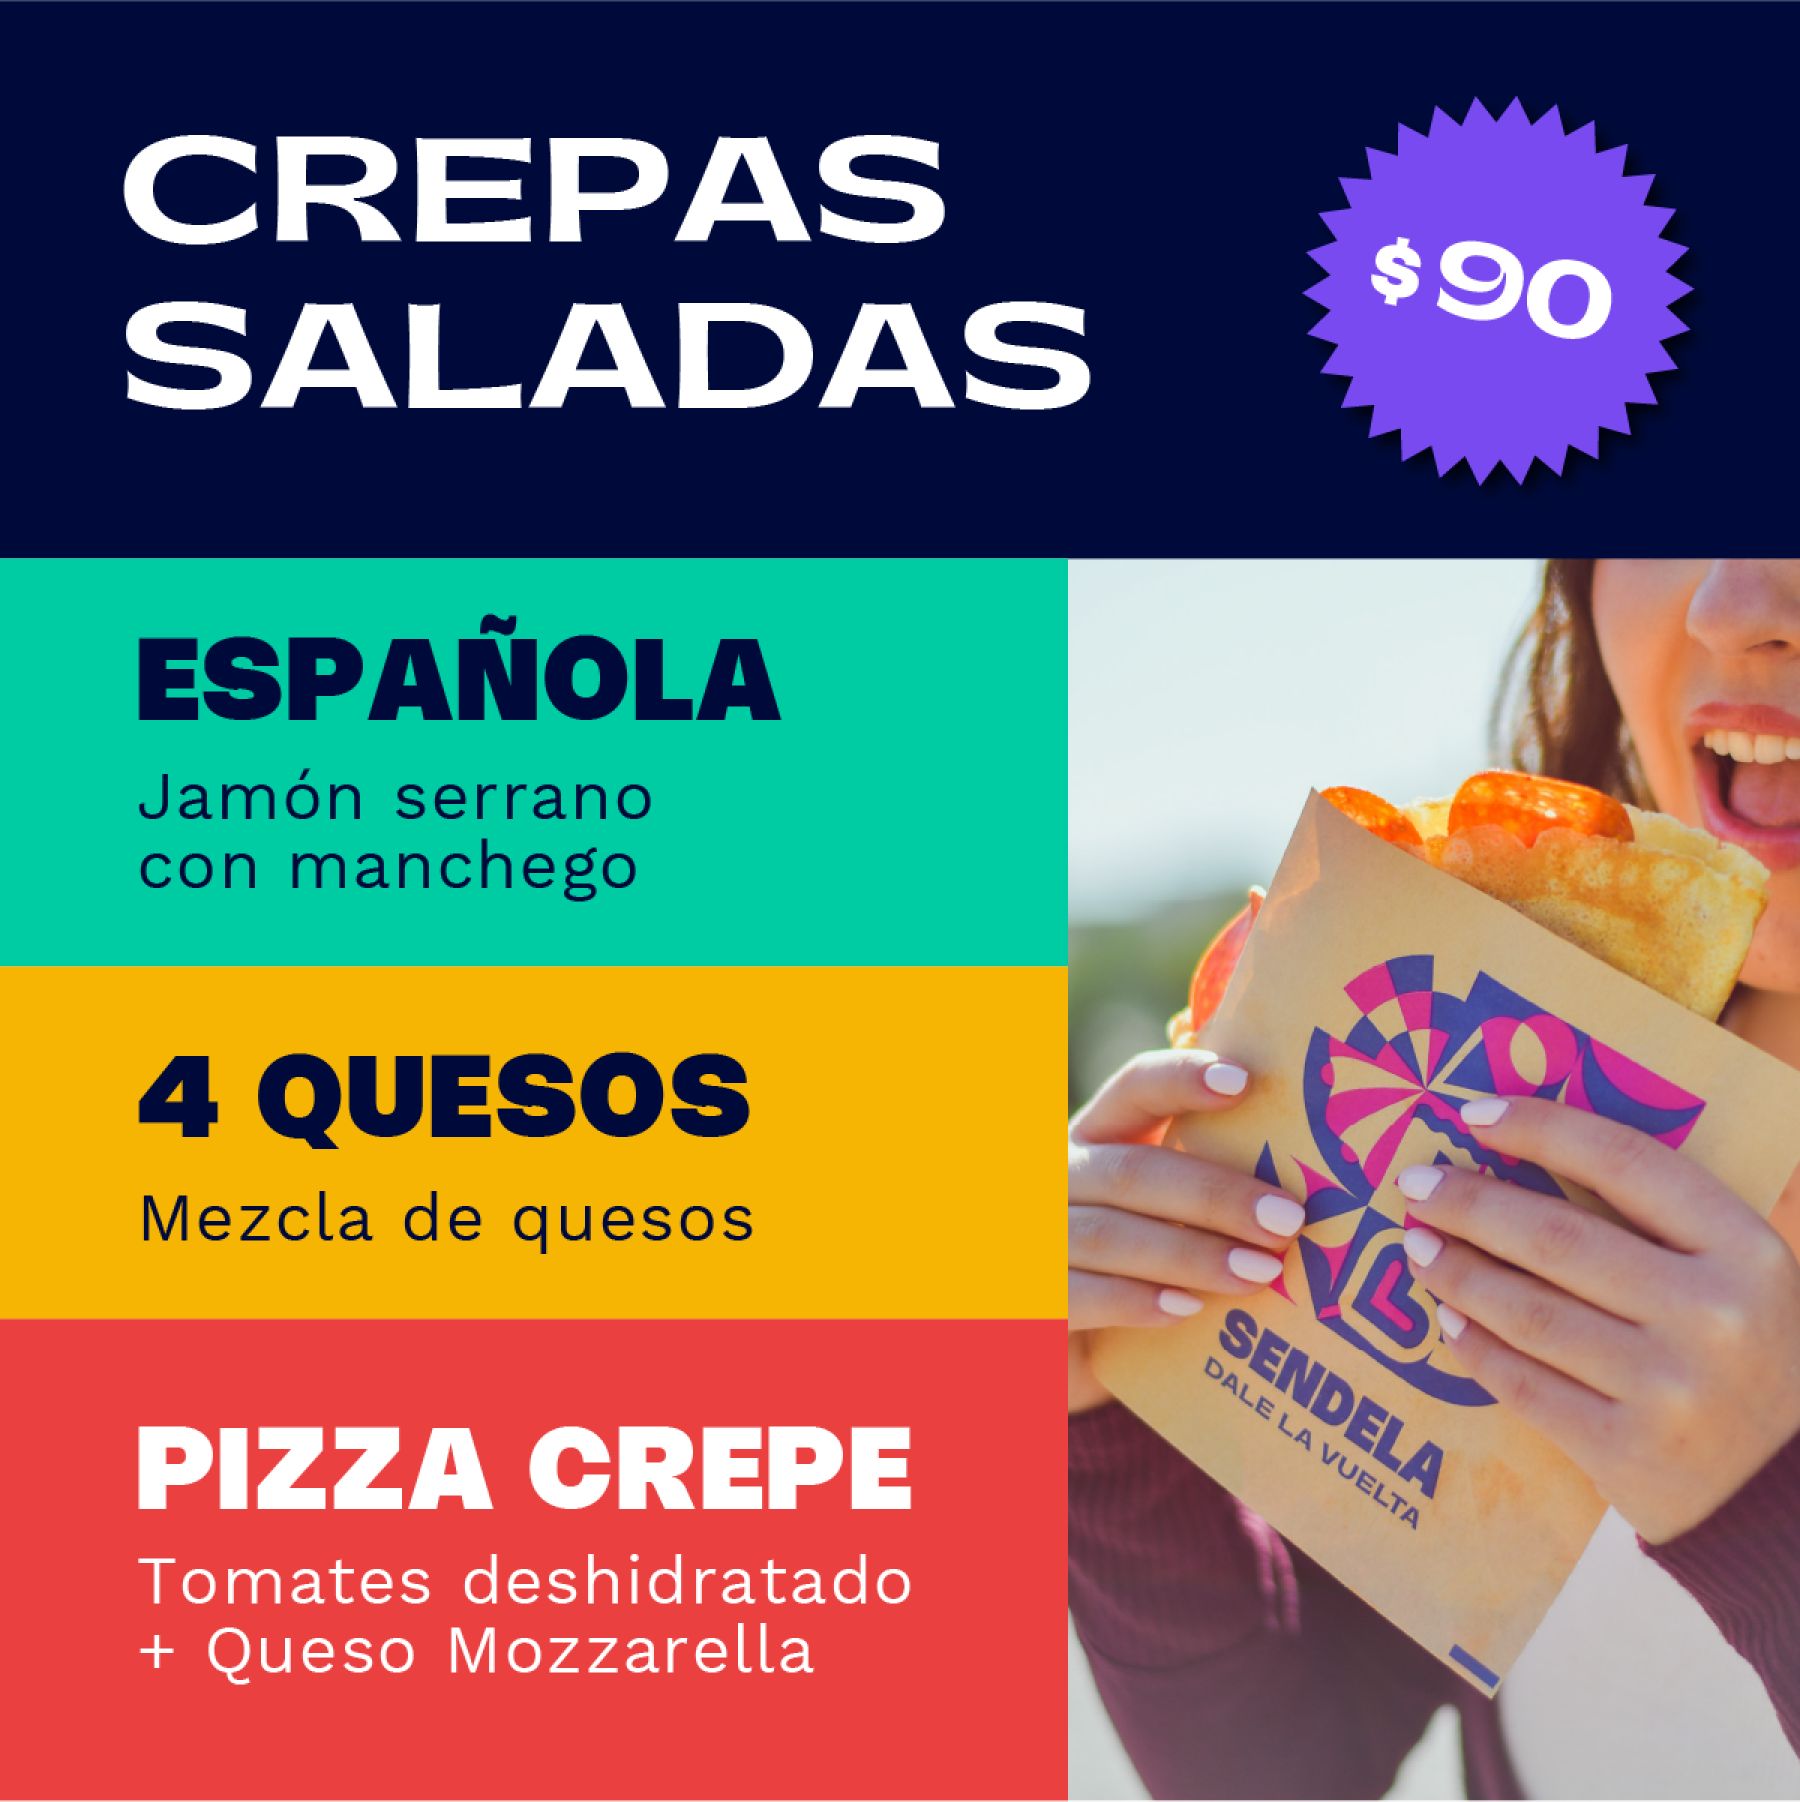 CREPAS
SALADAS
$90
ESPAÑOLA
Jamón serrano
con manchego
4 QUESOS
Mezcla de quesos
PIZZA CREPE
Tomates deshidratado
+ Queso Mozzarella
SENDELA
DALE LA VUELTA